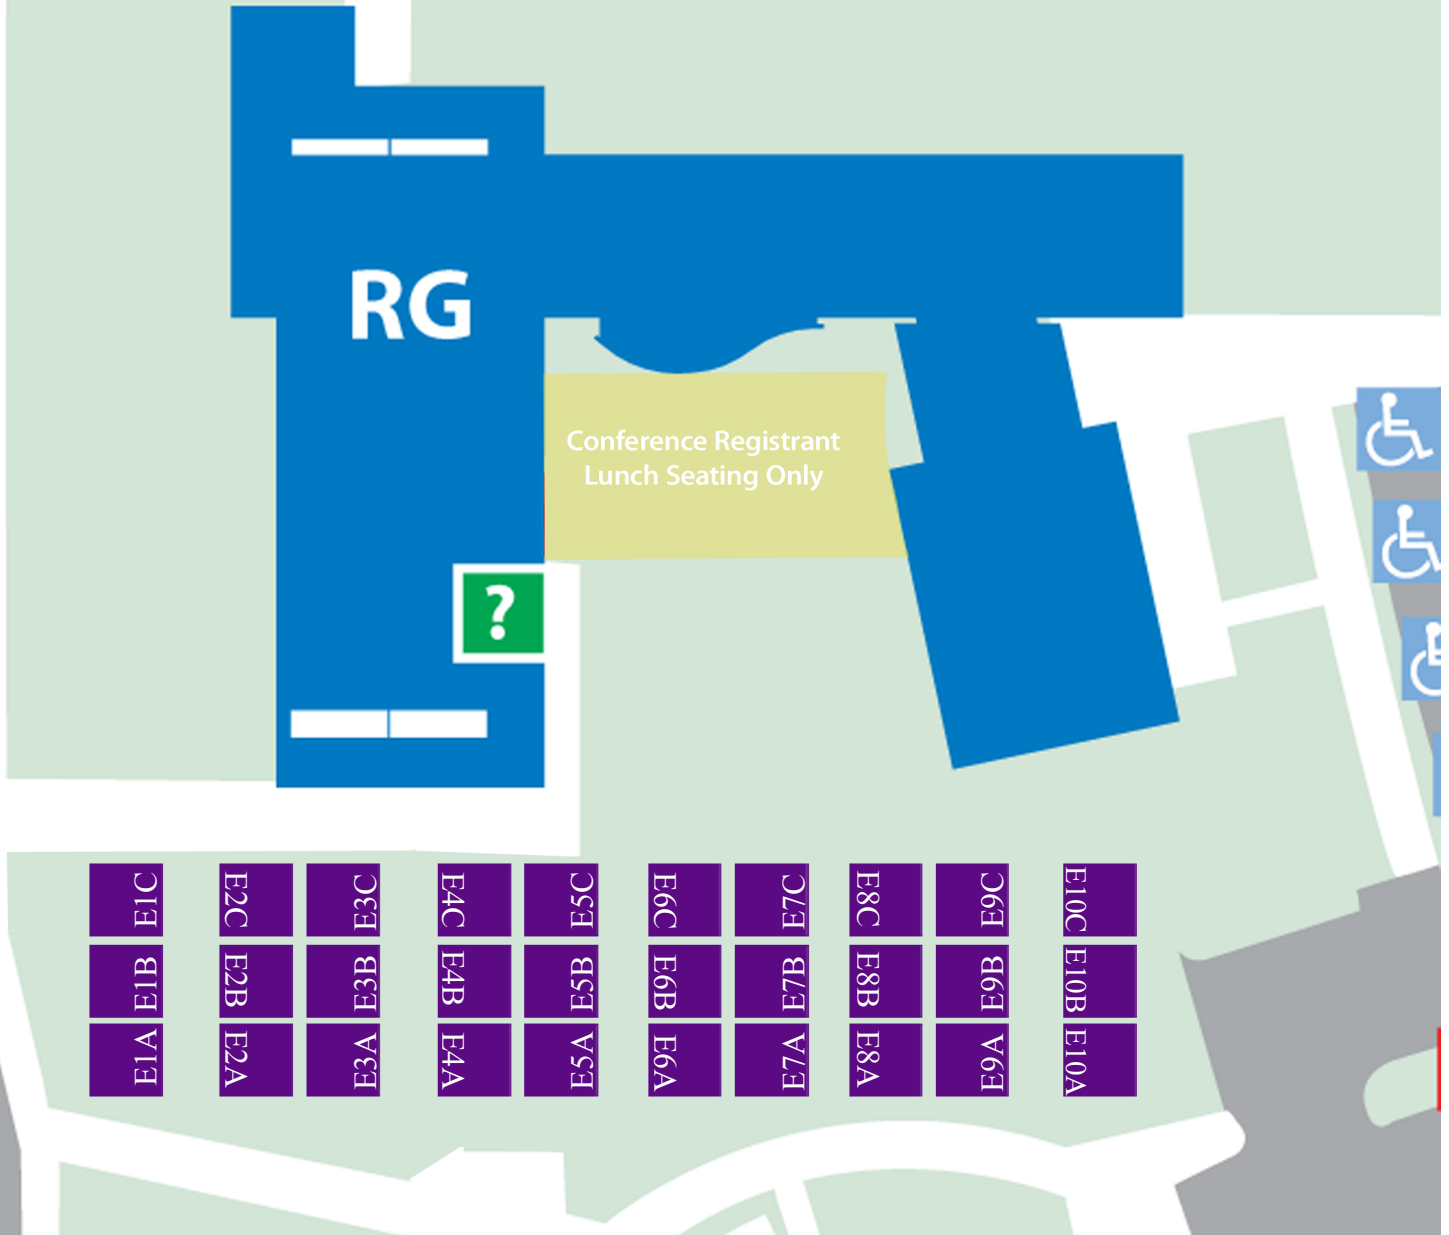 RG
Conference Registrant
Lunch Seating Only
?
E1C
E2C
E3C
E4C
E5C
E6C
E7C
E8C
E9C
E10C
E1B
E2B
E3B
E4B
E5B
E6B
E7B
E8B
E9B
E10B
E1A
E2A
E3A
E4A
E5A
E6A
E7A
E8A
E9A
E10A